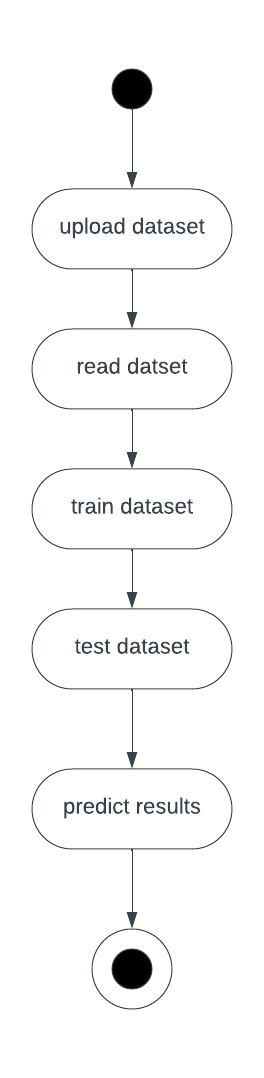 upload dataset
read datset
train dataset
test dataset
predict results